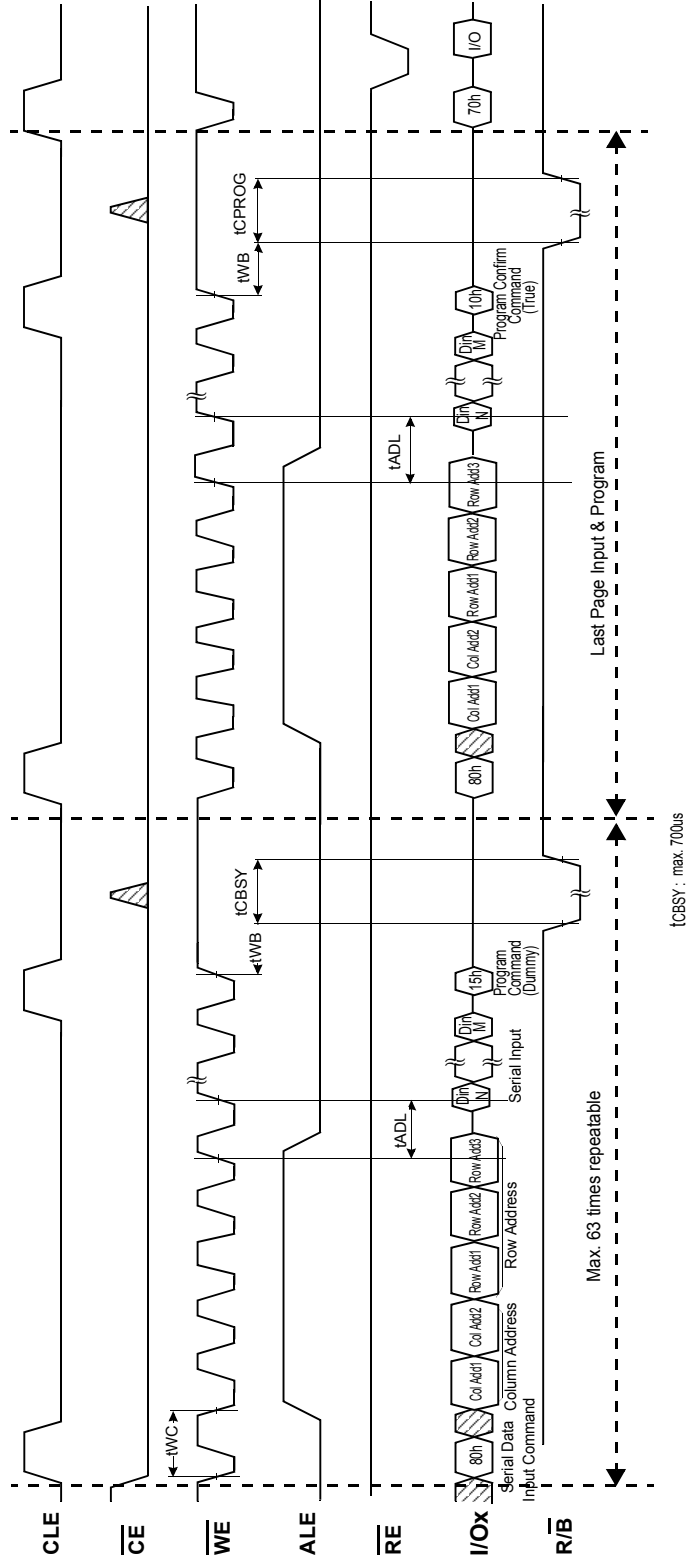 CLE
CE
WE
ALE
RE
I/Ox
R/B
tWC
tADL
tWB
tCBSY
tADL
tWB
tCPROG
80h
Col Add1
Col Add2
Row Add1
Row Add2
Row Add3
Din
N
Din
M
15h
80h
Col Add1
Col Add2
Row Add1
Row Add2
Row Add3
Din
N
Din
M
10h
70h
I/O
Serial Data
Input Command
Column Address
Row Address
Serial Input
Program
Command
(Dummy)
Program Confirm
Command
(True)
Max. 63 times repeatable
Last Page Input & Program
tCBSY : max. 700us